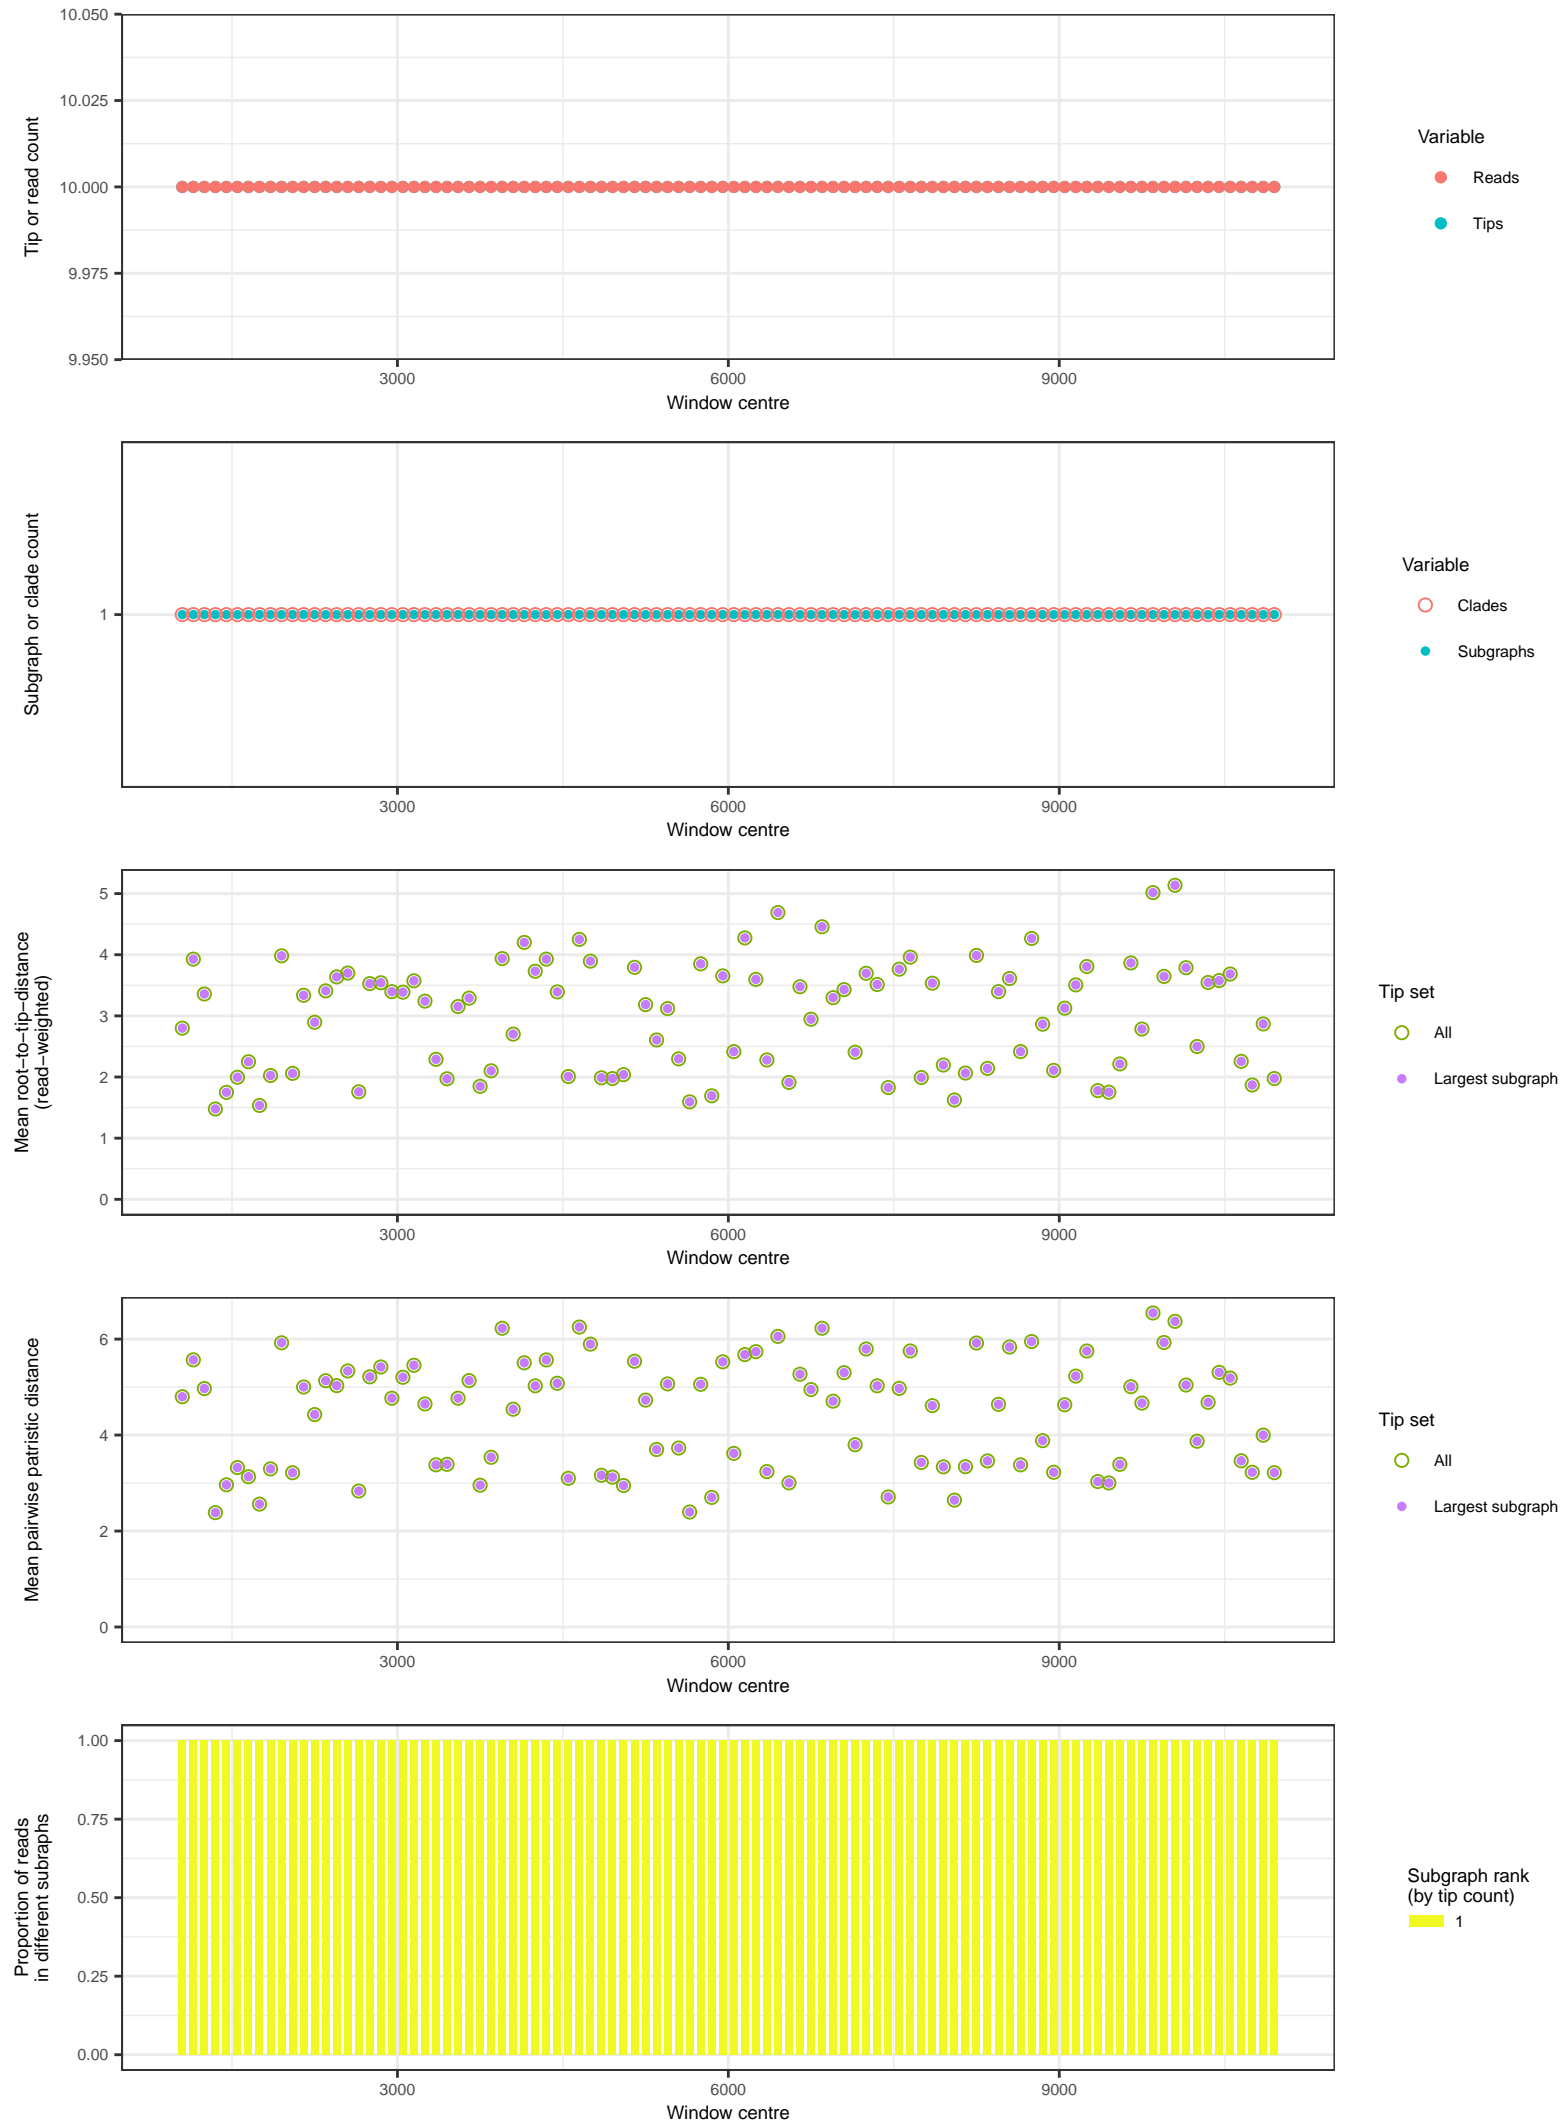 10.050
10.025
10.000
9.975
9.950
Tip or read count
3000 6000 9000
Window centre
Variable
Reads
Tips
1
Subgraph or clade count
3000 6000 9000
Window centre
Variable
Clades
Subgraphs
5
4
3
2
1
0
Mean root−to−tip−distance
(read−weighted)
3000 6000 9000
Window centre
Tip set
All
Largest subgraph
6
4
2
0
Mean pairwise patristic distance
3000 6000 9000
Window centre
Tip set
All
Largest subgraph
1.00
0.75
0.50
0.25
0.00
Proportion of reads
in different subraphs
3000 6000 9000
Window centre
Subgraph rank
(by tip count)
1